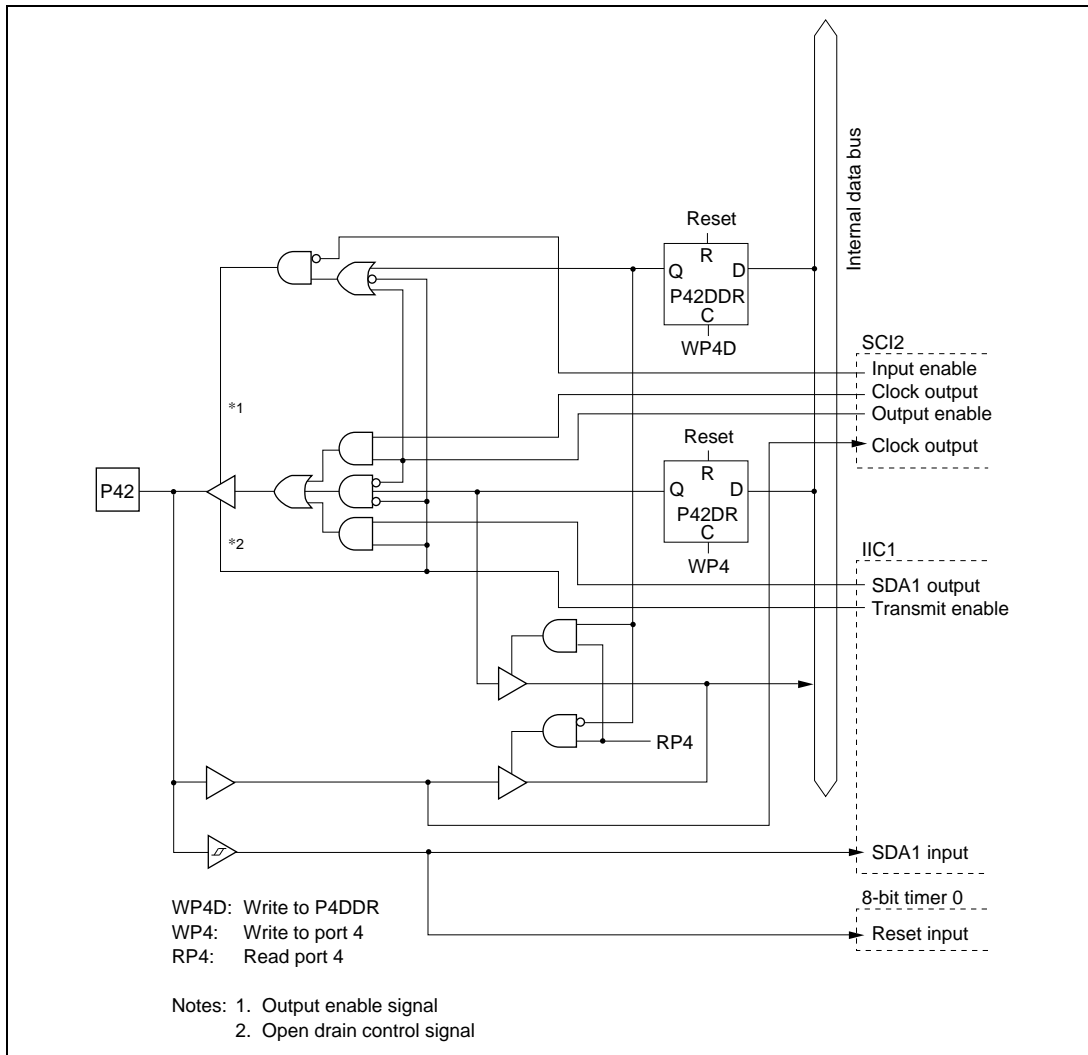 Internal data bus
Reset
R
Q D
P42DDR
C
WP4D
SCI2
Input enable
Clock output
Output enable
Clock output
*1
Reset
R
Q D
P42DR
C
WP4
P42
*2
IIC1
SDA1 output
Transmit enable
RP4
SDA1 input
8-bit timer 0
Reset input
WP4D: Write to P4DDR
WP4: Write to port 4
RP4: Read port 4
Notes: 1. Output enable signal
2. Open drain control signal